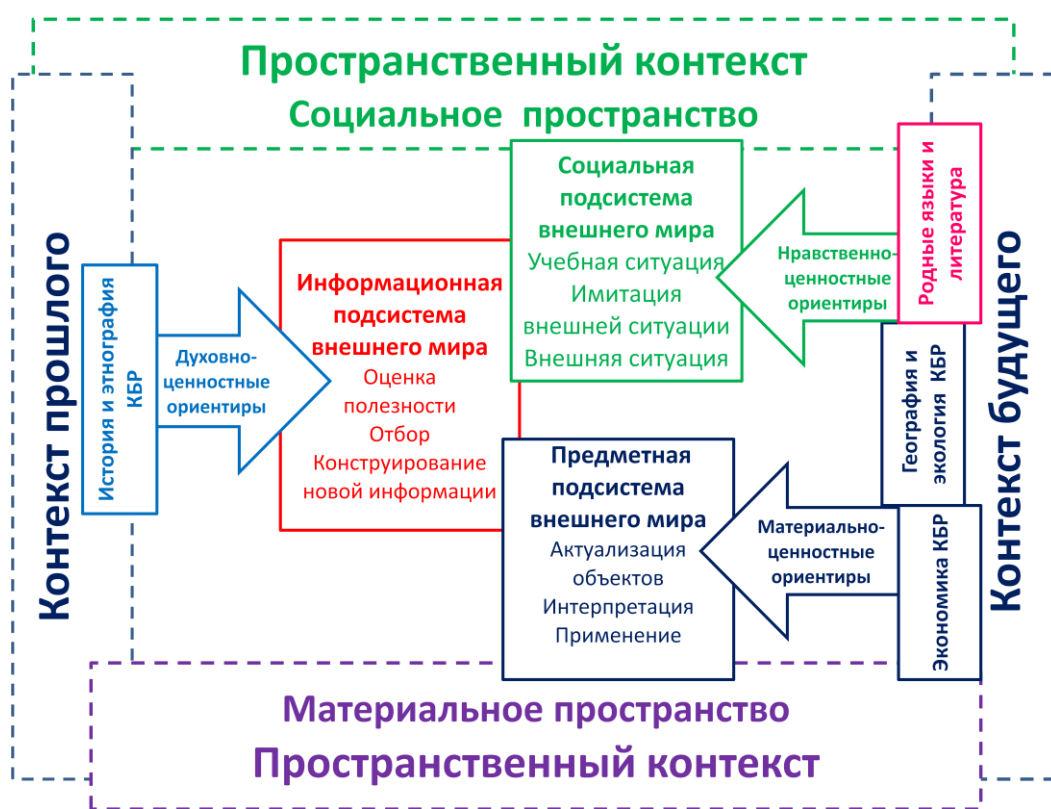 Пространственный контекст
Социальное пространство
Контекст прошлого
История и этнография
КБР
Духовно-
ценностные
ориентиры
Информационная
подсистема
внешнего мира
Оценка
полезности
Отбор
Конструирование
новой информации
Социальная
подсистема
внешнего мира
Учебная ситуация
Имитация
внешней ситуации
Внешняя ситуация
Нравственно-
ценностные
ориентиры
Родные языки и
литература
Предметная
подсистема
внешнего мира
Актуализация
объектов
Интерпретация
Применение
Материально-
ценностные
ориентиры
География и
экология КБР
Экономика КБР
Контекст будущего
Материальное пространство
Пространственный контекст